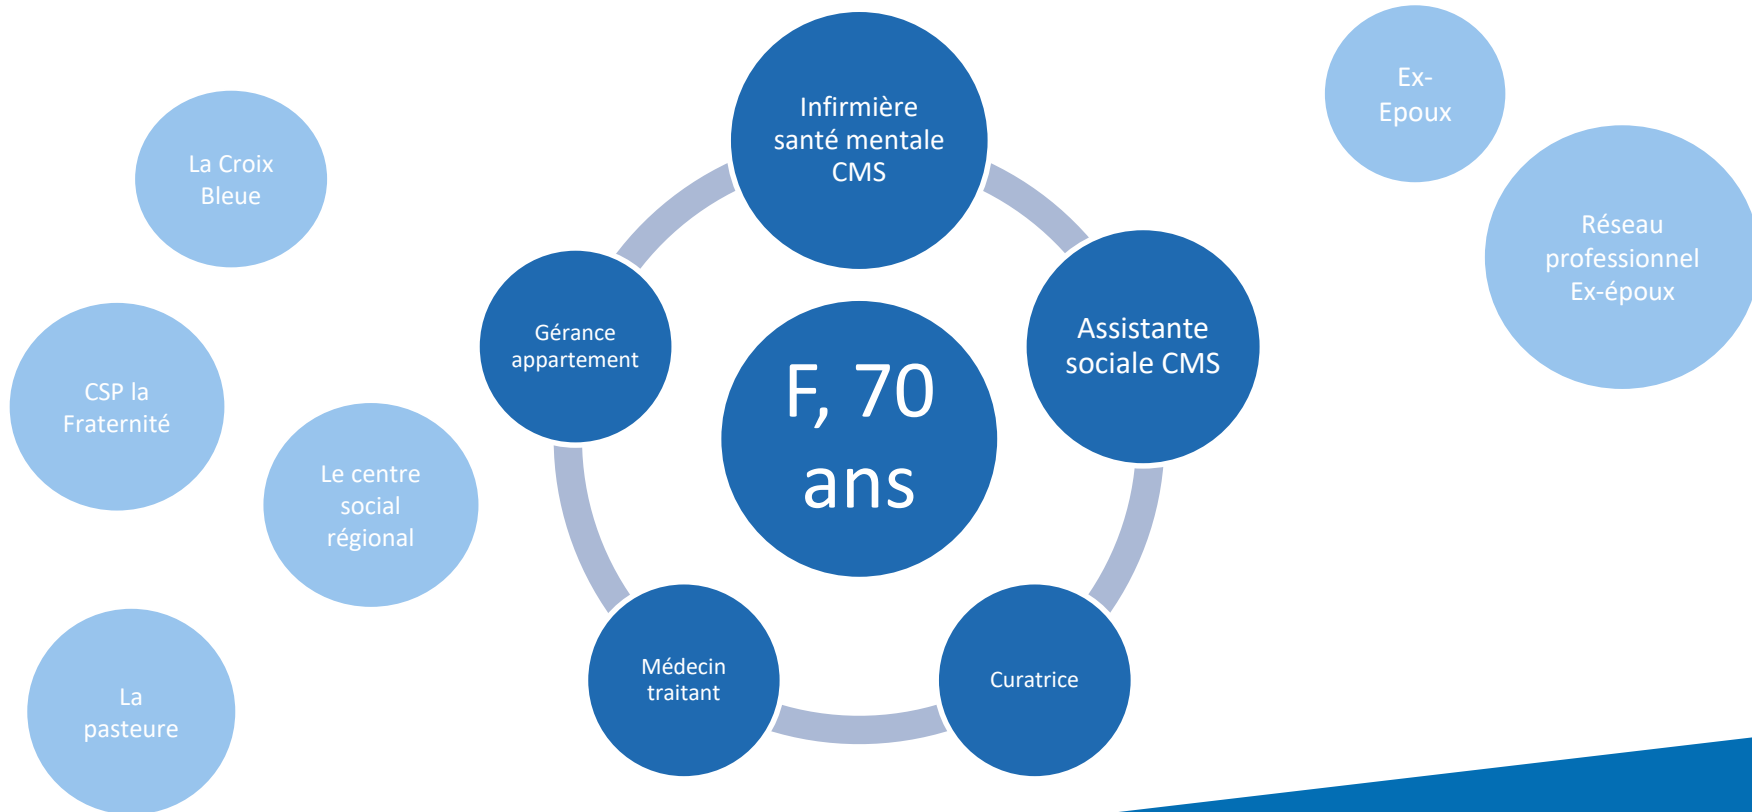 Ex-
Epoux
Infirmière
santé mentale
CMS
La Croix
Bleue
Réseau
professionnel
Ex-époux
Gérance
appartement
Assistante
sociale CMS
F, 70
ans
CSP la
Fraternité
Le centre
social
régional
Médecin
traitant
Curatrice
La
pasteure